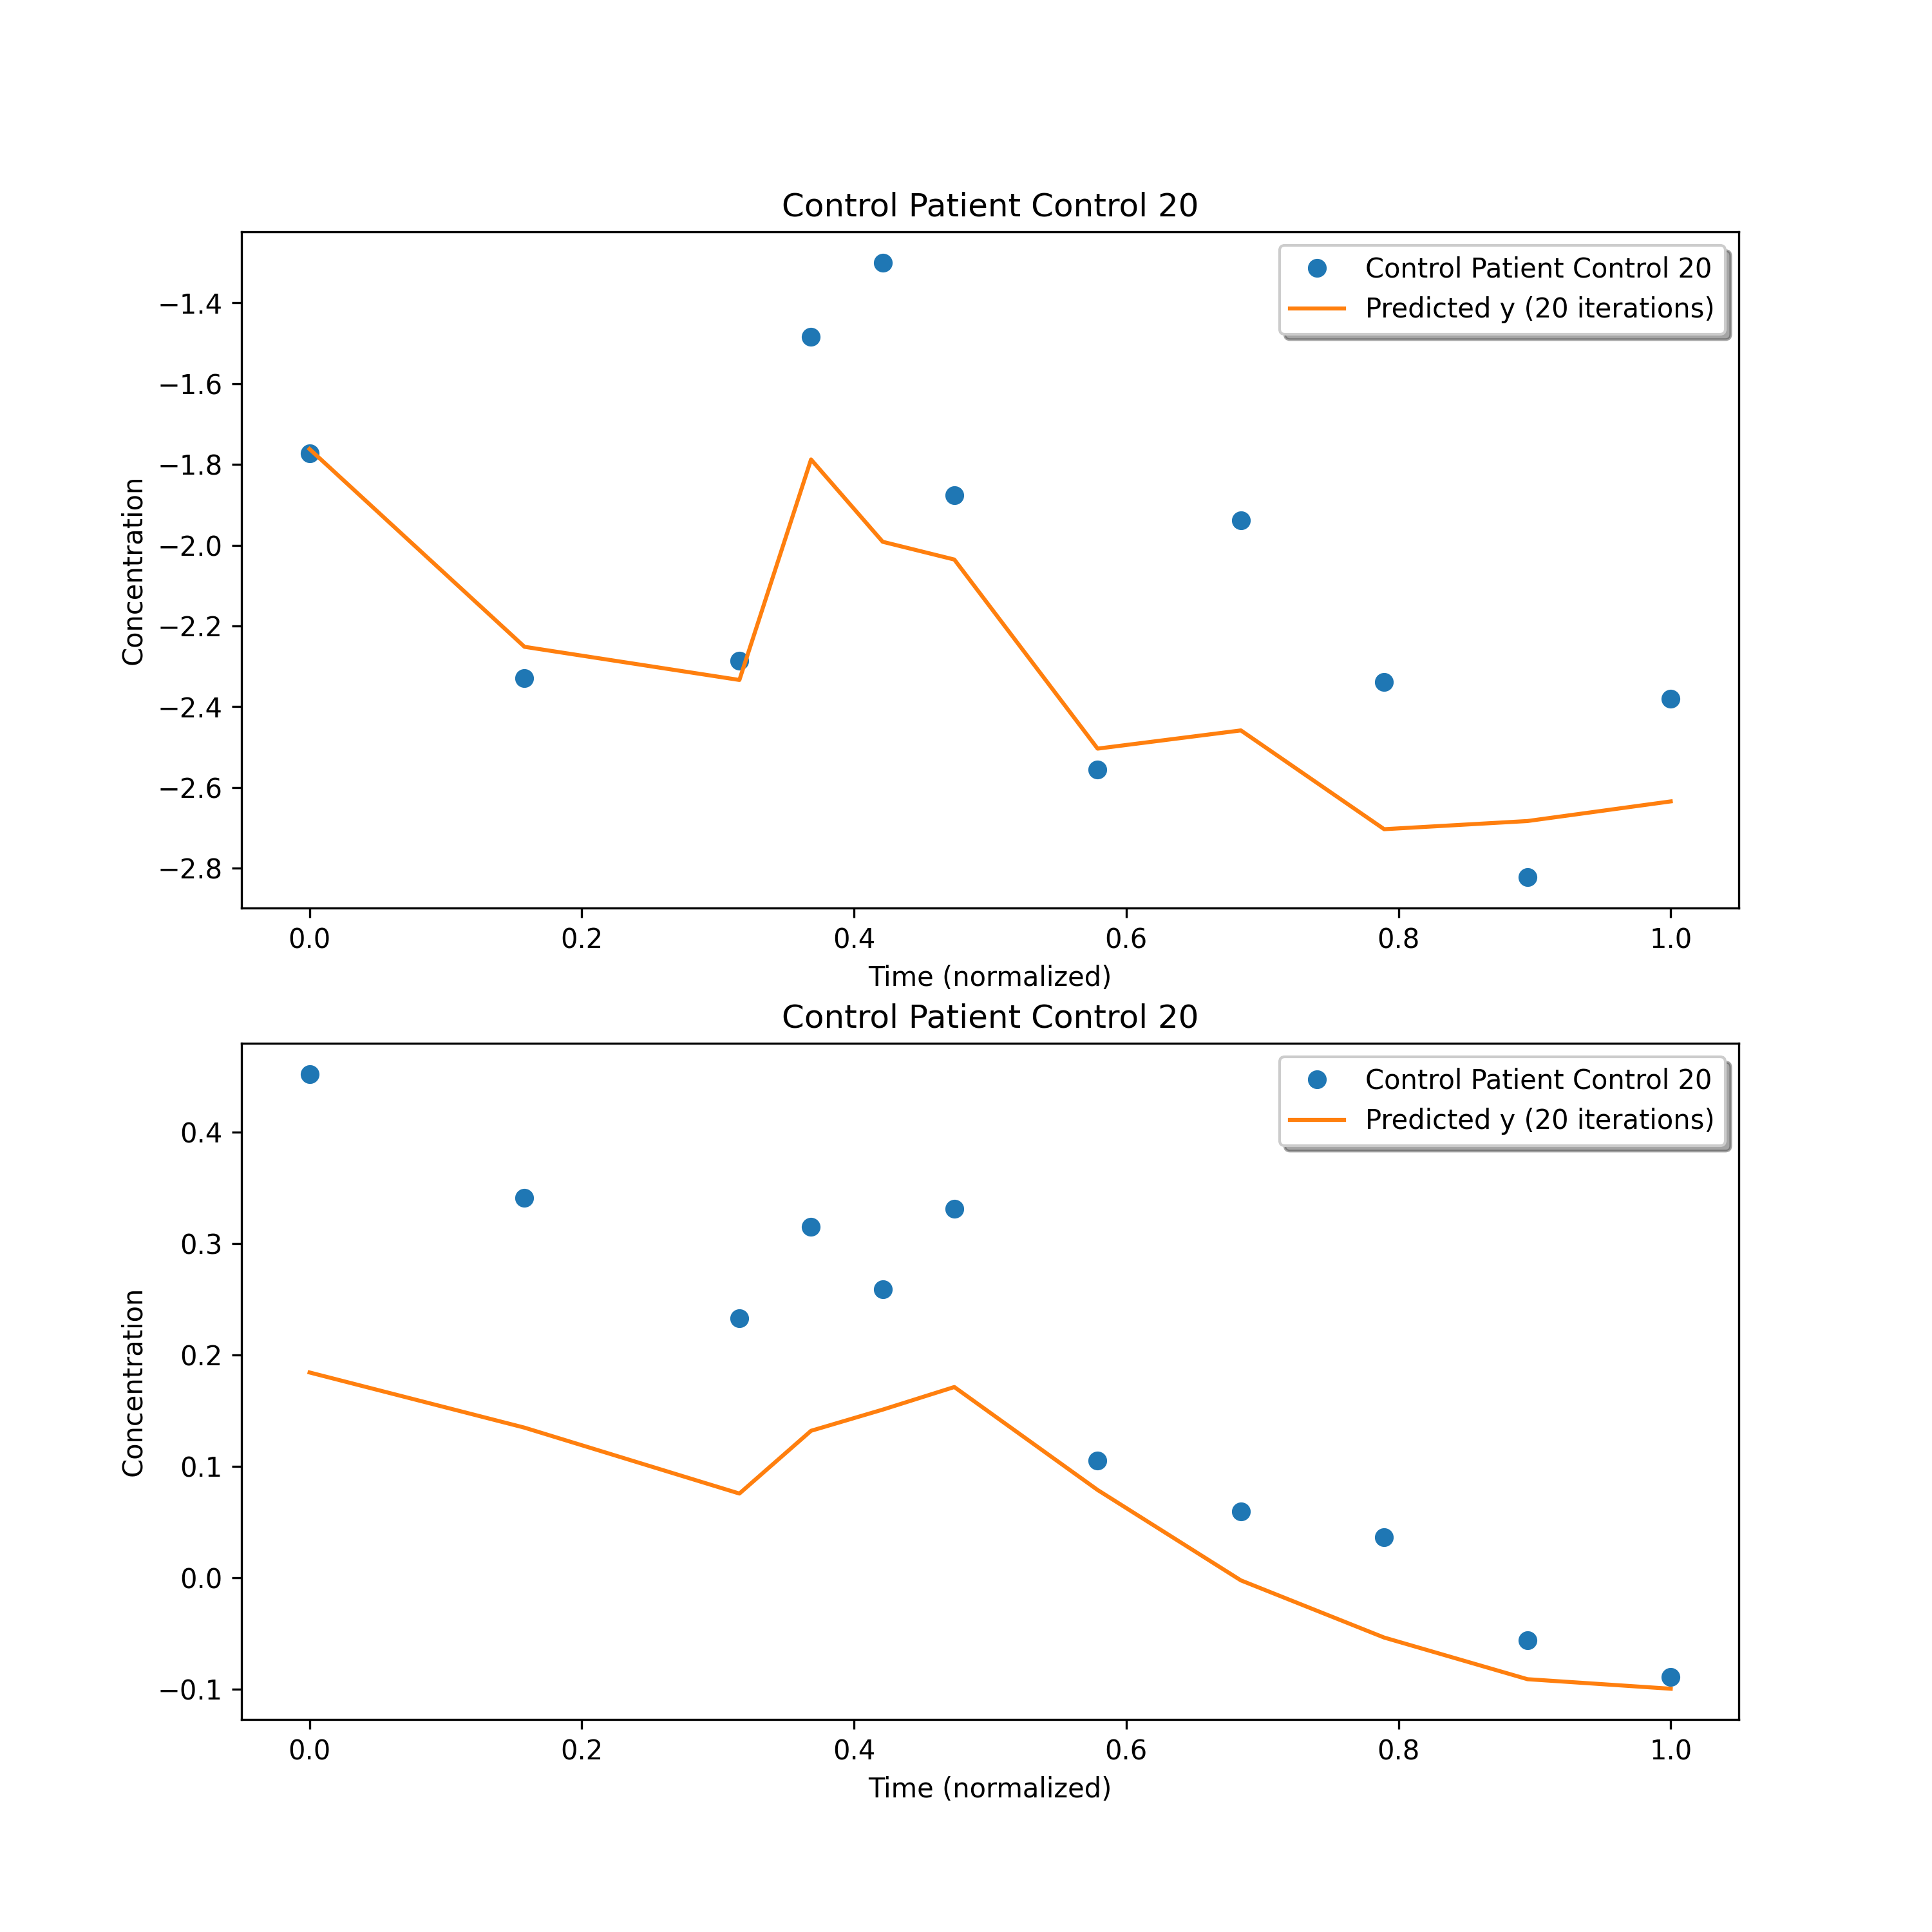 Control Patient Control 20
Control Patient Control 20
Predicted y (20 iterations)
Concentration
−1.4
−1.6
−1.8
−2.0
−2.2
−2.4
−2.6
−2.8
0.0 0.2 0.4 0.6 0.8 1.0
Time (normalized)
Control Patient Control 20
Control Patient Control 20
Predicted y (20 iterations)
Concentration
0.4
0.3
0.2
0.1
0.0
−0.1
0.0 0.2 0.4 0.6 0.8 1.0
Time (normalized)